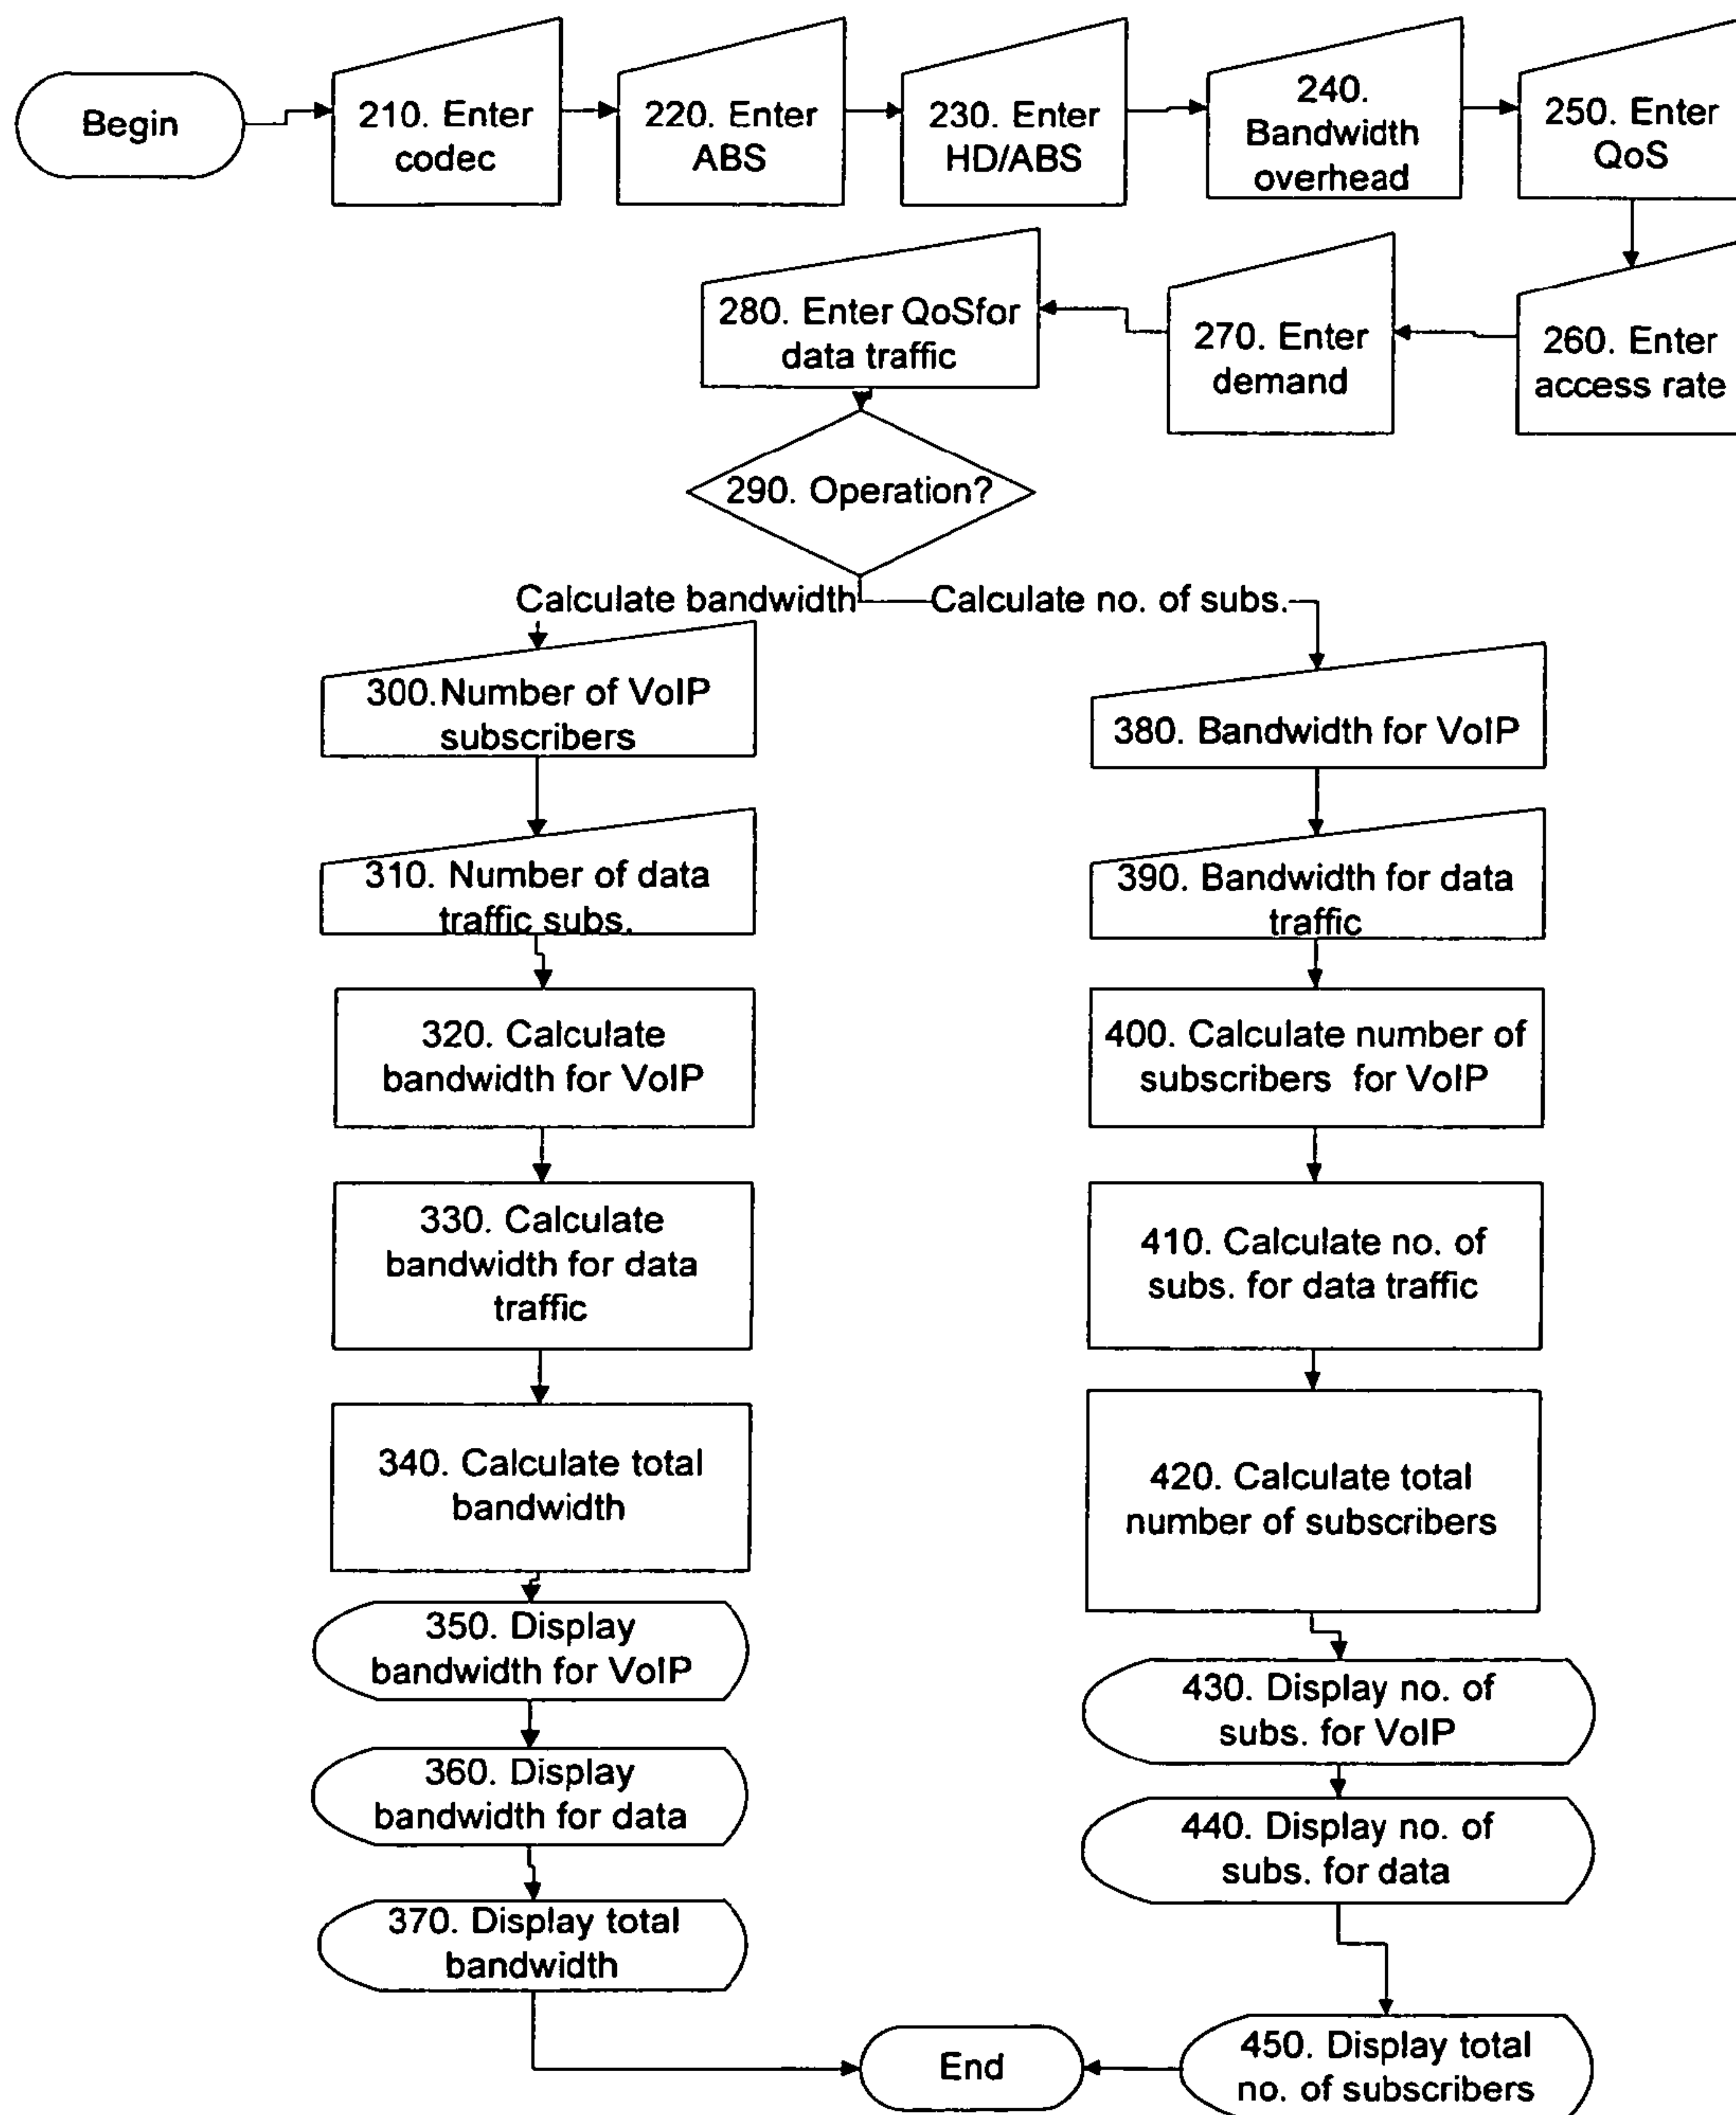 Begin
210. Enter
codec
220. Enter
ABS
230. Enter
HD/ABS
240.
Bandwidth
overhead
250. Enter
QoS
260. Enter
access rate
270. Enter
demand
280. Enter QoSfor
data traffic
290. Operation?
Calculate bandwidth
Calculate no. of subs.
300.Number of VoIP
subscribers
310. Number of data
traffic subs.
320. Calculate
bandwidth for VoIP
330. Calculate
bandwidth for data
traffic
340. Calculate total
bandwidth
350. Display
bandwidth for VoIP
360. Display
bandwidth for data
370. Display total
bandwidth
380. Bandwidth for VoIP
390. Bandwidth for data
traffic
400. Calculate number of
subscribers for VoIP
410. Calculate no. of
subs. for data traffic
420. Calculate total
number of subscribers
430. Display no. of
subs. for VoIP
440. Display no. of
subs. for data
450. Display total
no. of subscribers
End